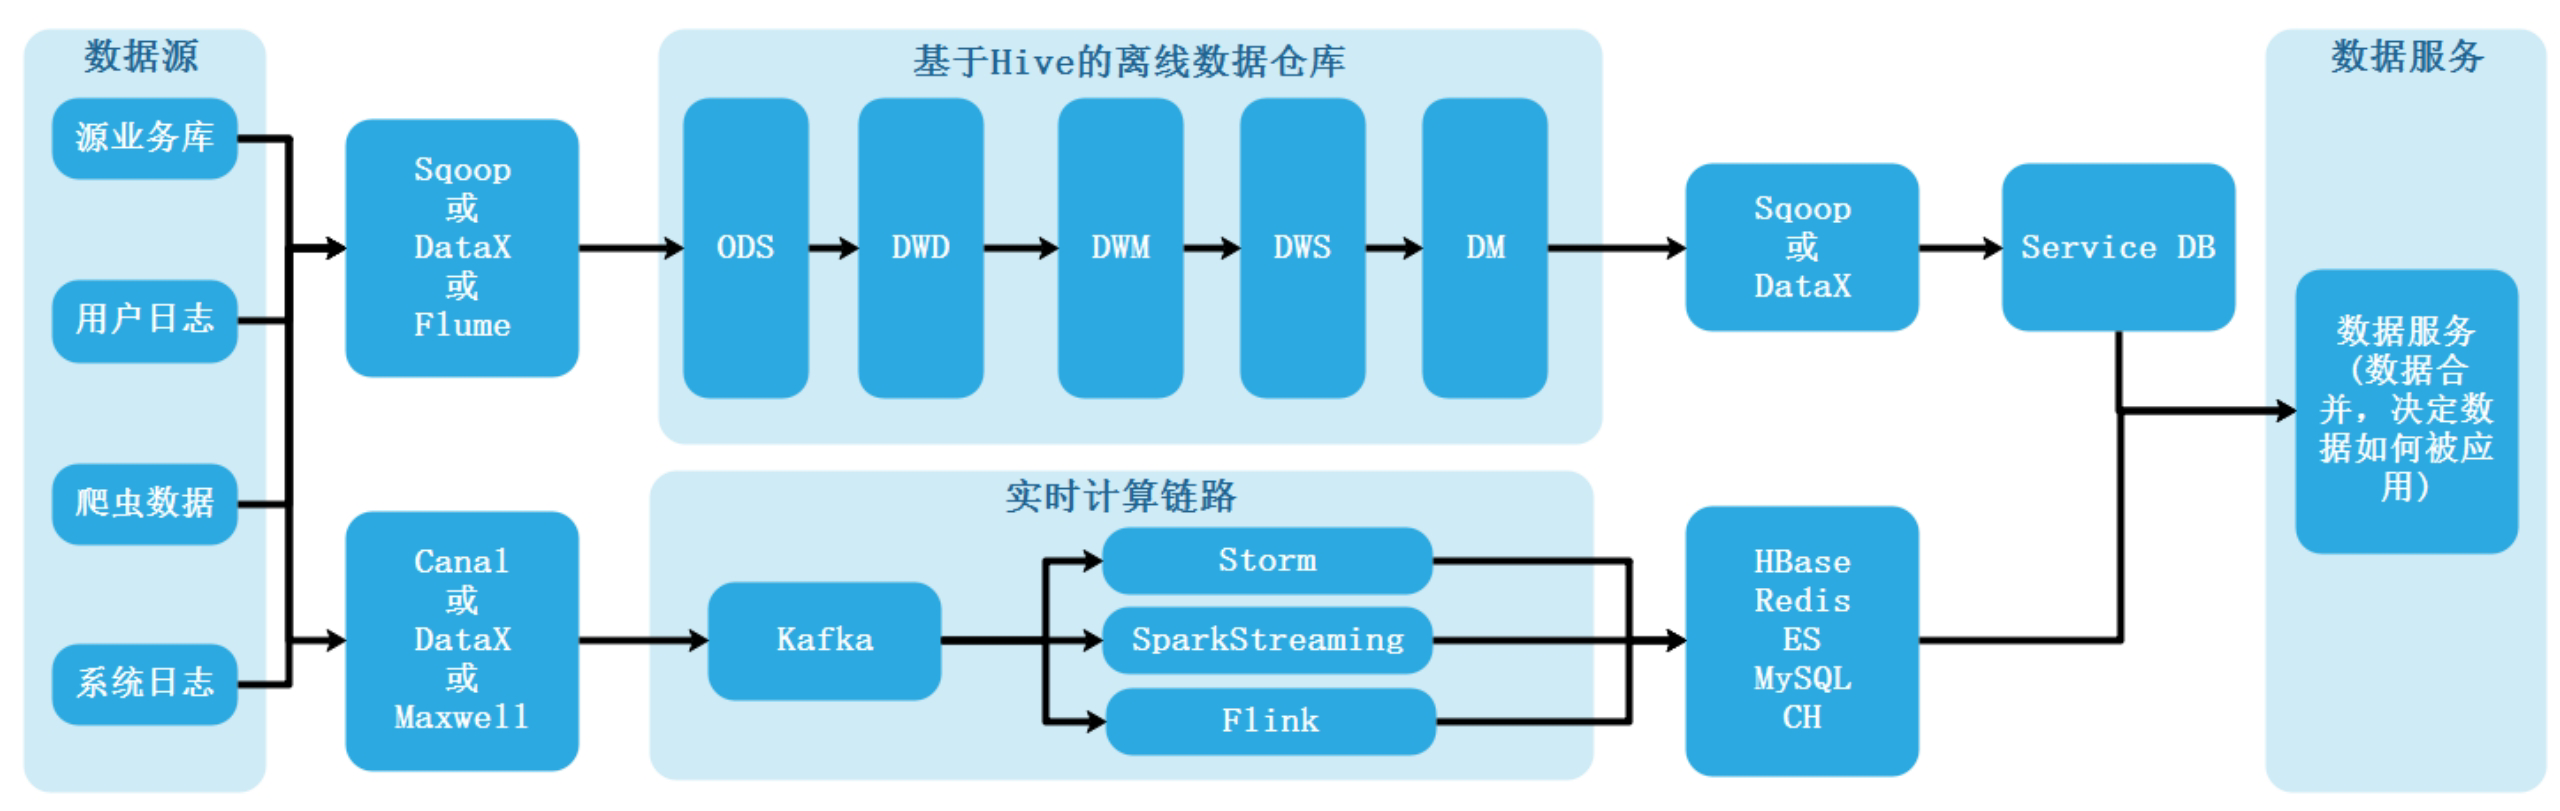 数据源
源业务库
用户日志
爬虫数据
系统日志
Sqoop
或
DataX
或
Flume
Canal
或
DataX
或
Maxwell
基于Hive的离线数据仓库
ODS
DWD
DWM
DWS
DM
实时计算链路
Kafka
Storm
SparkStreaming
Flink
Sqoop
或
DataX
Service DB
HBase
Redis
ES
MySQL
CH
数据服务
数据服务
(数据合
并，决定数
据如何被应
用)